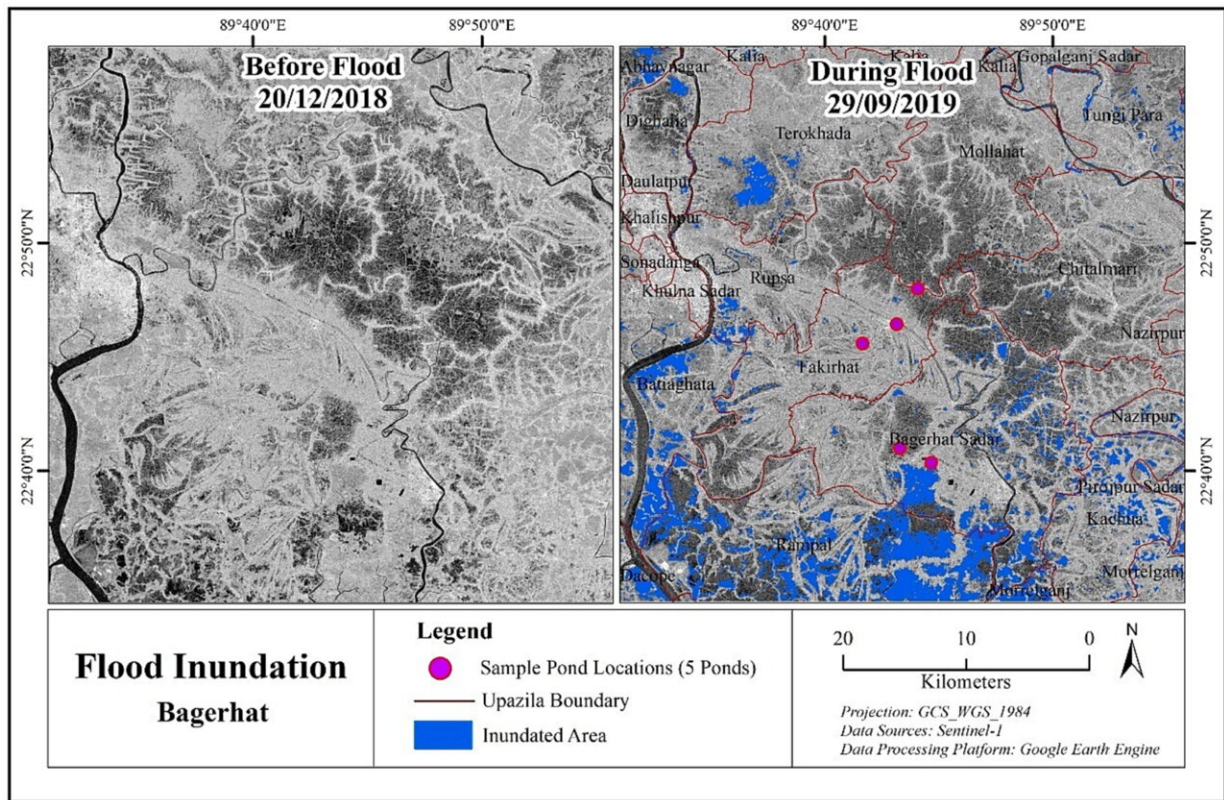 89°40'0"E 89°50'0"E 89°40'0"E 89°50'0"E
Before Flood
20/12/2018
During Flood
29/09/2019
Kalia Kalia Kalia Gopalganj Sadar
Abhaynagar
Dighalia Terokhada Tungi Para
Mollahat
Daulatpur
Khalishpur
22°50'0"N 22°50'0"N
Sonadanga Rupsa Chitalmari
Khulna Sadar
Nazirpur
Fakirhat
Batiaghata
Nazirpur
Bagerhat Sadar
22°40'0"N 22°40'0"N
Pirojpur Sadar
Kachua
Rampal
Dacope Morrelganj
Morrelganj
Flood Inundation
Bagerhat
Legend
Sample Pond Locations (5 Ponds)
Upazila Boundary
Inundated Area
20 10 0
Kilometers
N
Projection: GCS_WGS_1984
Data Sources: Sentinel-1
Data Processing Platform: Google Earth Engine